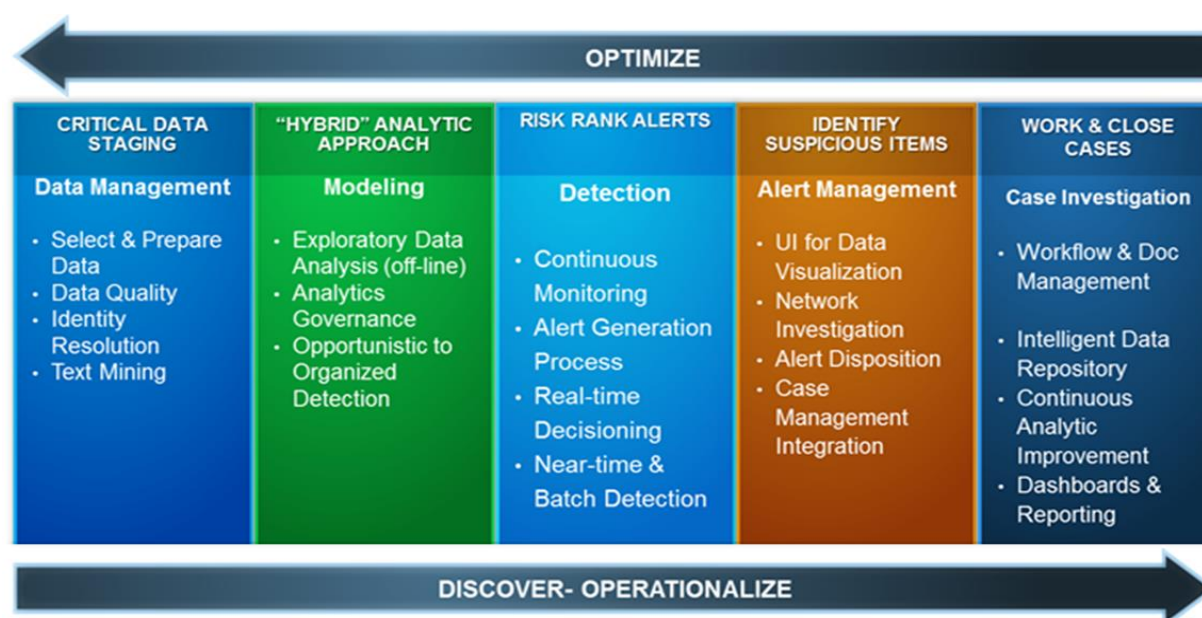 OPTIMIZE
CRITICAL DATA
STAGING
Data Management
• Select & Prepare
Data
• Data Quality
• Identity
Resolution
• Text Mining
“HYBRID” ANALYTIC
APPROACH
Modeling
• Exploratory Data
Analysis (off-line)
• Analytics
Governance
• Opportunistic to
Organized
Detection
RISK RANK ALERTS
Detection
• Continuous
Monitoring
• Alert Generation
Process
• Real-time
Decisioning
• Near-time &
Batch Detection
IDENTIFY
SUSPICIOUS ITEMS
Alert Management
• UI for Data
Visualization
• Network
Investigation
• Alert Disposition
• Case
Management
Integration
WORK & CLOSE
CASES
Case Investigation
• Workflow & Doc
Management
• Intelligent Data
Repository
• Continuous
Analytic
Improvement
• Dashboards &
Reporting
DISCOVER- OPERATIONALIZE